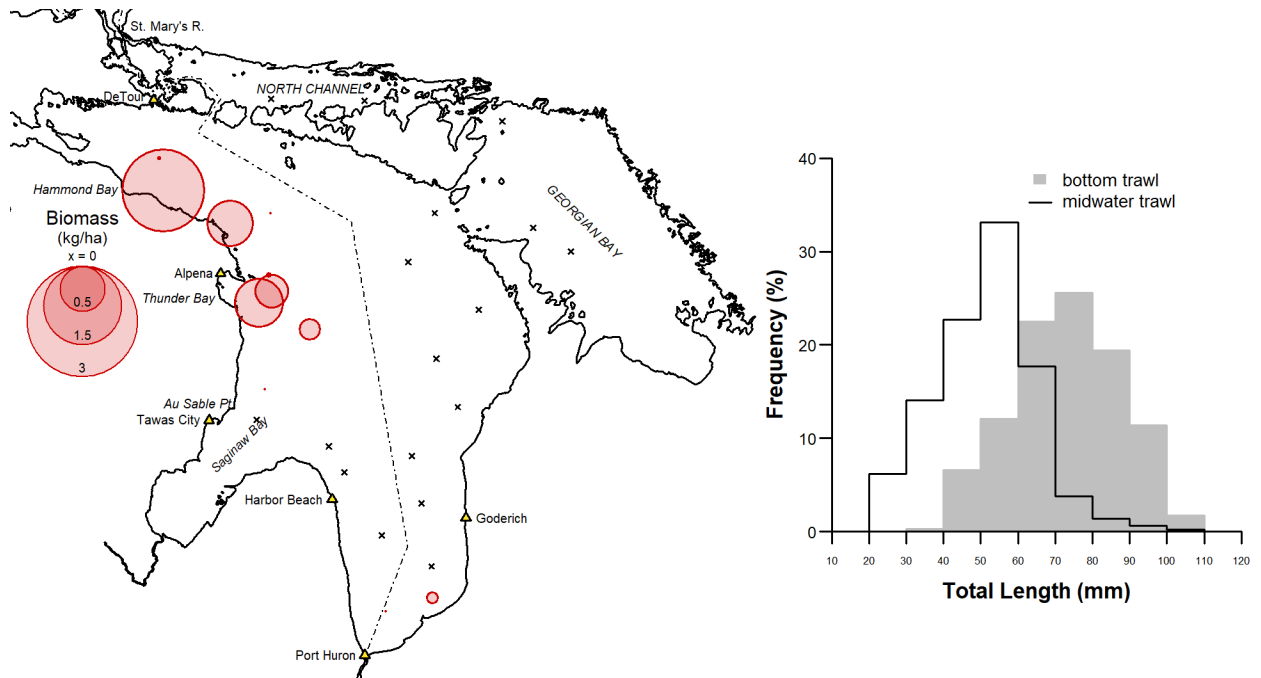 St. Mary's R.
DeTour
NORTH CHANNEL
Hammond Bay
GEORGIAN BAY
Biomass
(kg/ha)
x = 0
0.5
1.5
3
Alpena
Thunder Bay
Au Sable Pt.
Tawas City
Saginaw Bay
Harbor Beach
Goderich
Port Huron
40
30
20
10
0
Frequency (%)
bottom trawl
midwater trawl
10 20 30 40 50 60 70 80 90 100 110 120
Total Length (mm)